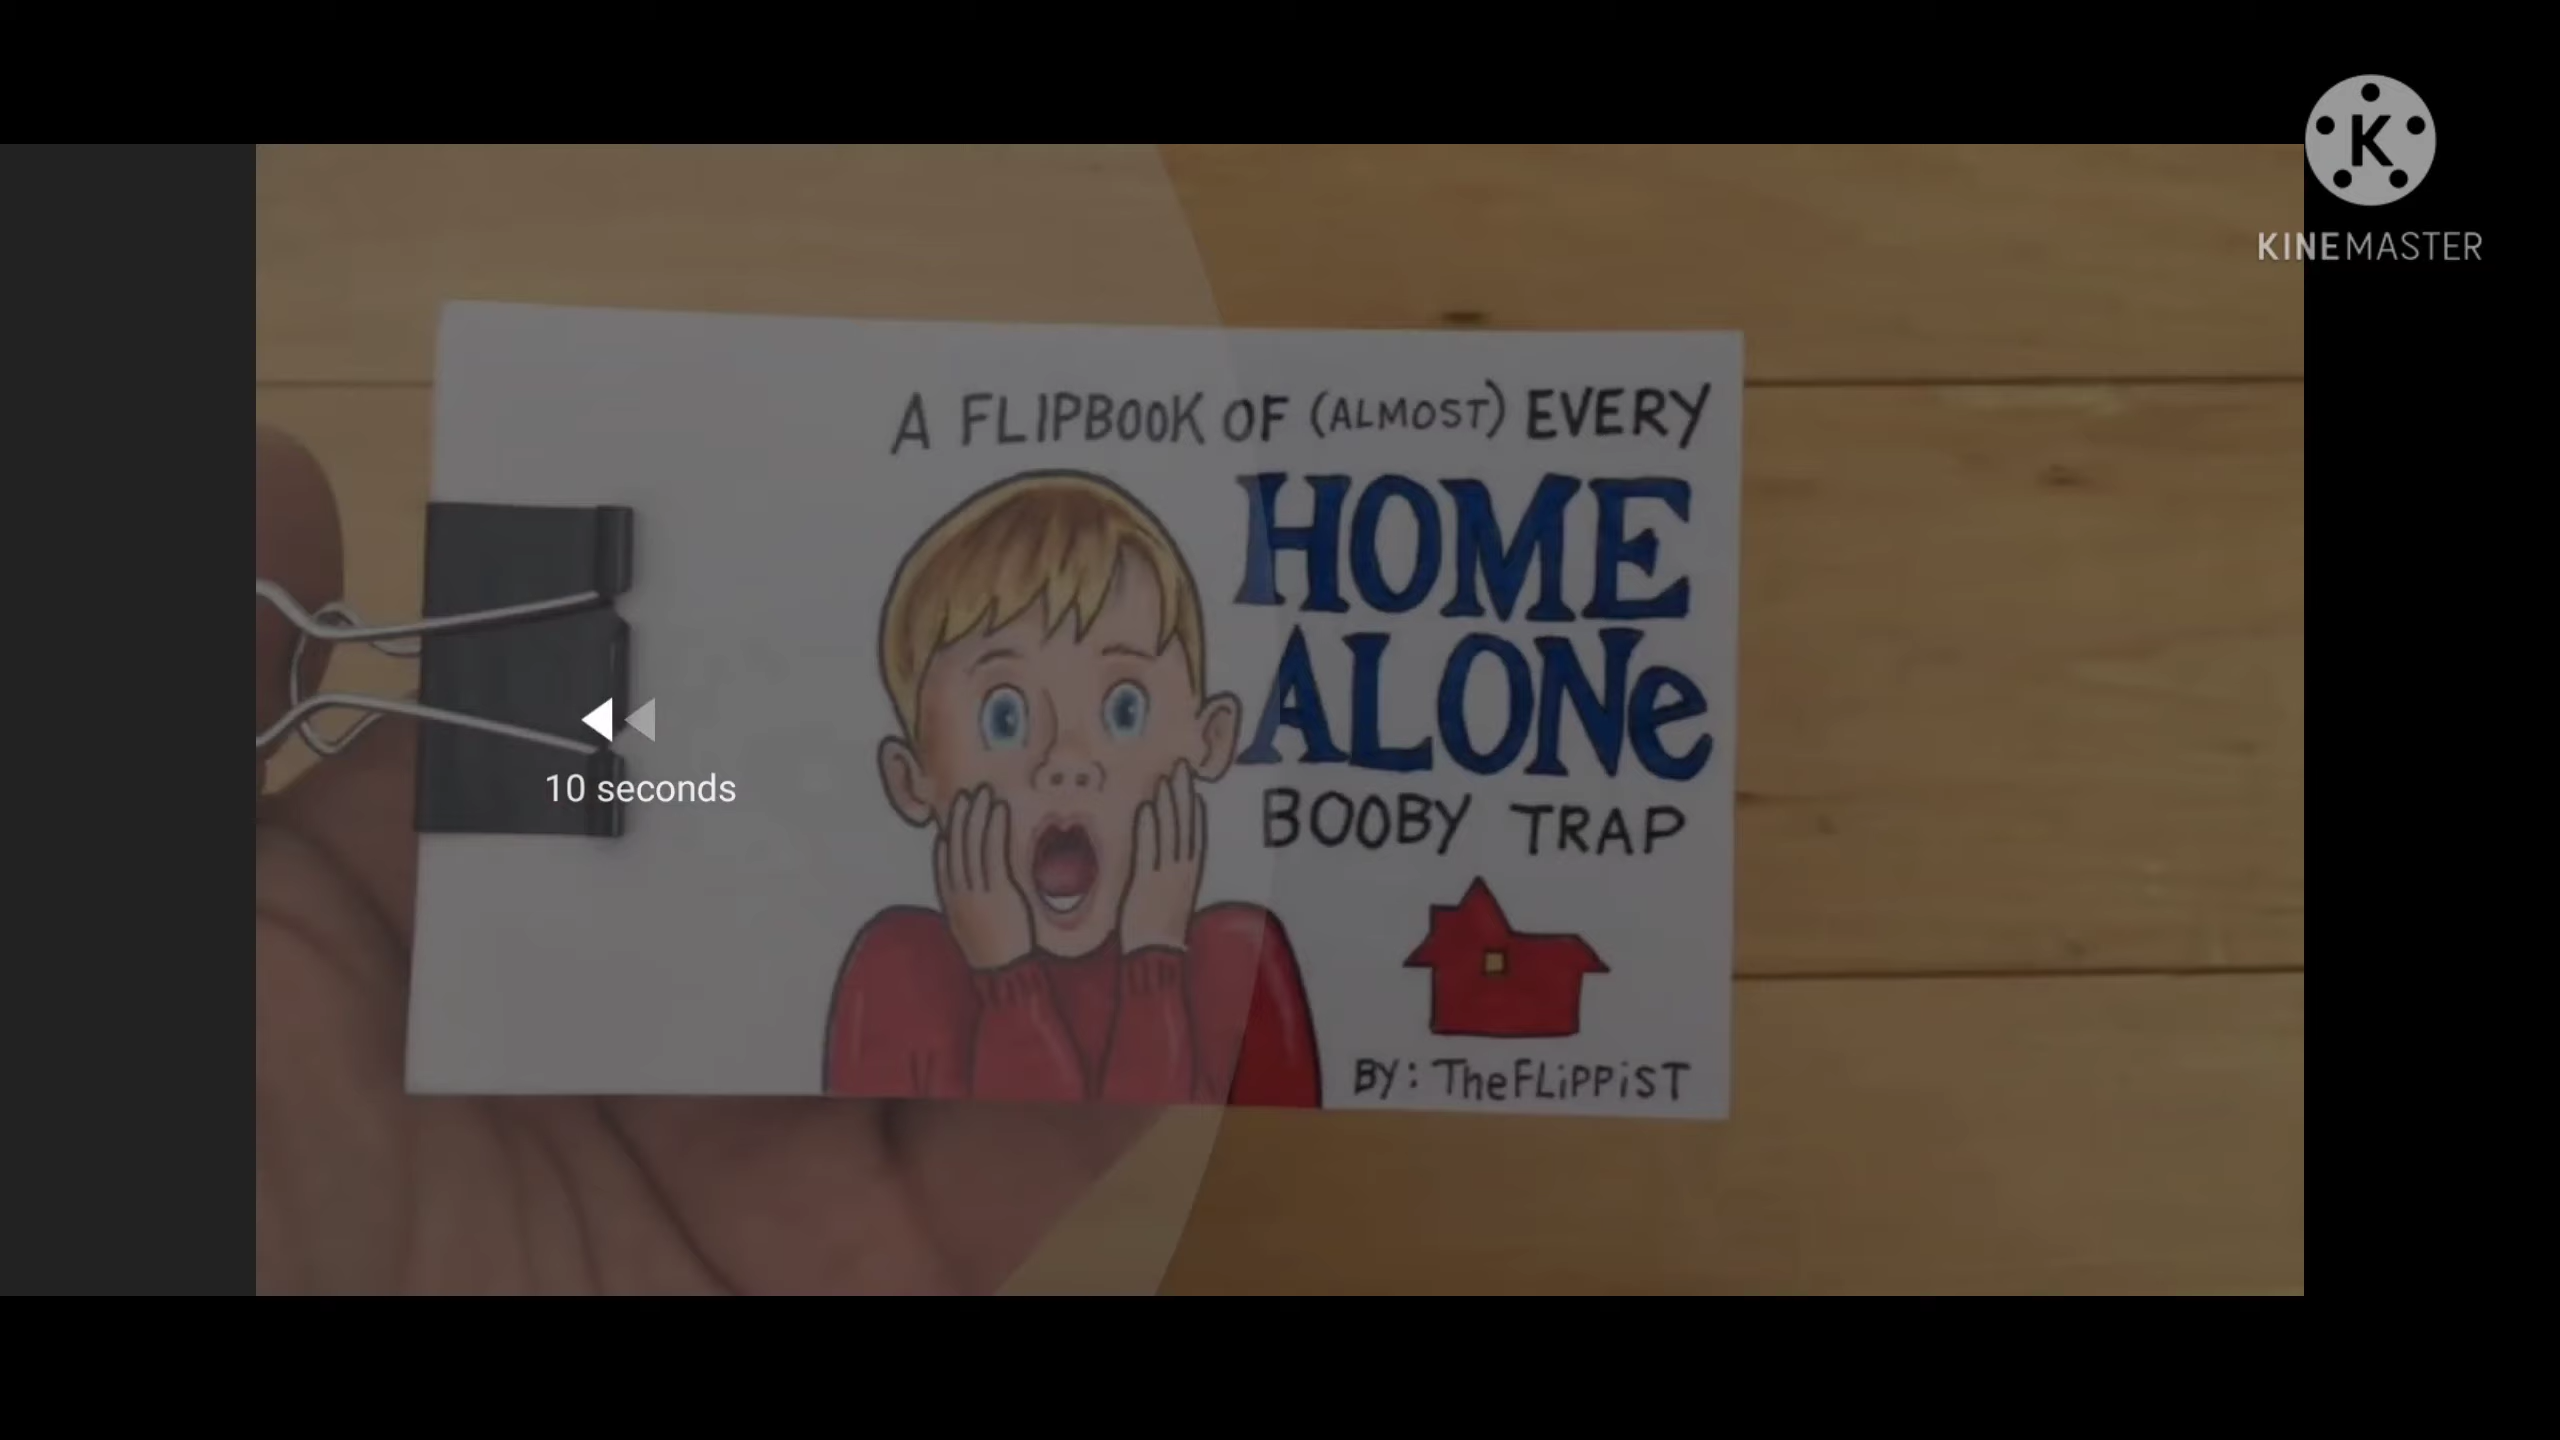 K
KINEMASTER
A FLIPBOOK OF (ALMOST) EVERY
HOME
ALONe
BOOBY TRAP
BY: TheFLiPPiST
10 seconds